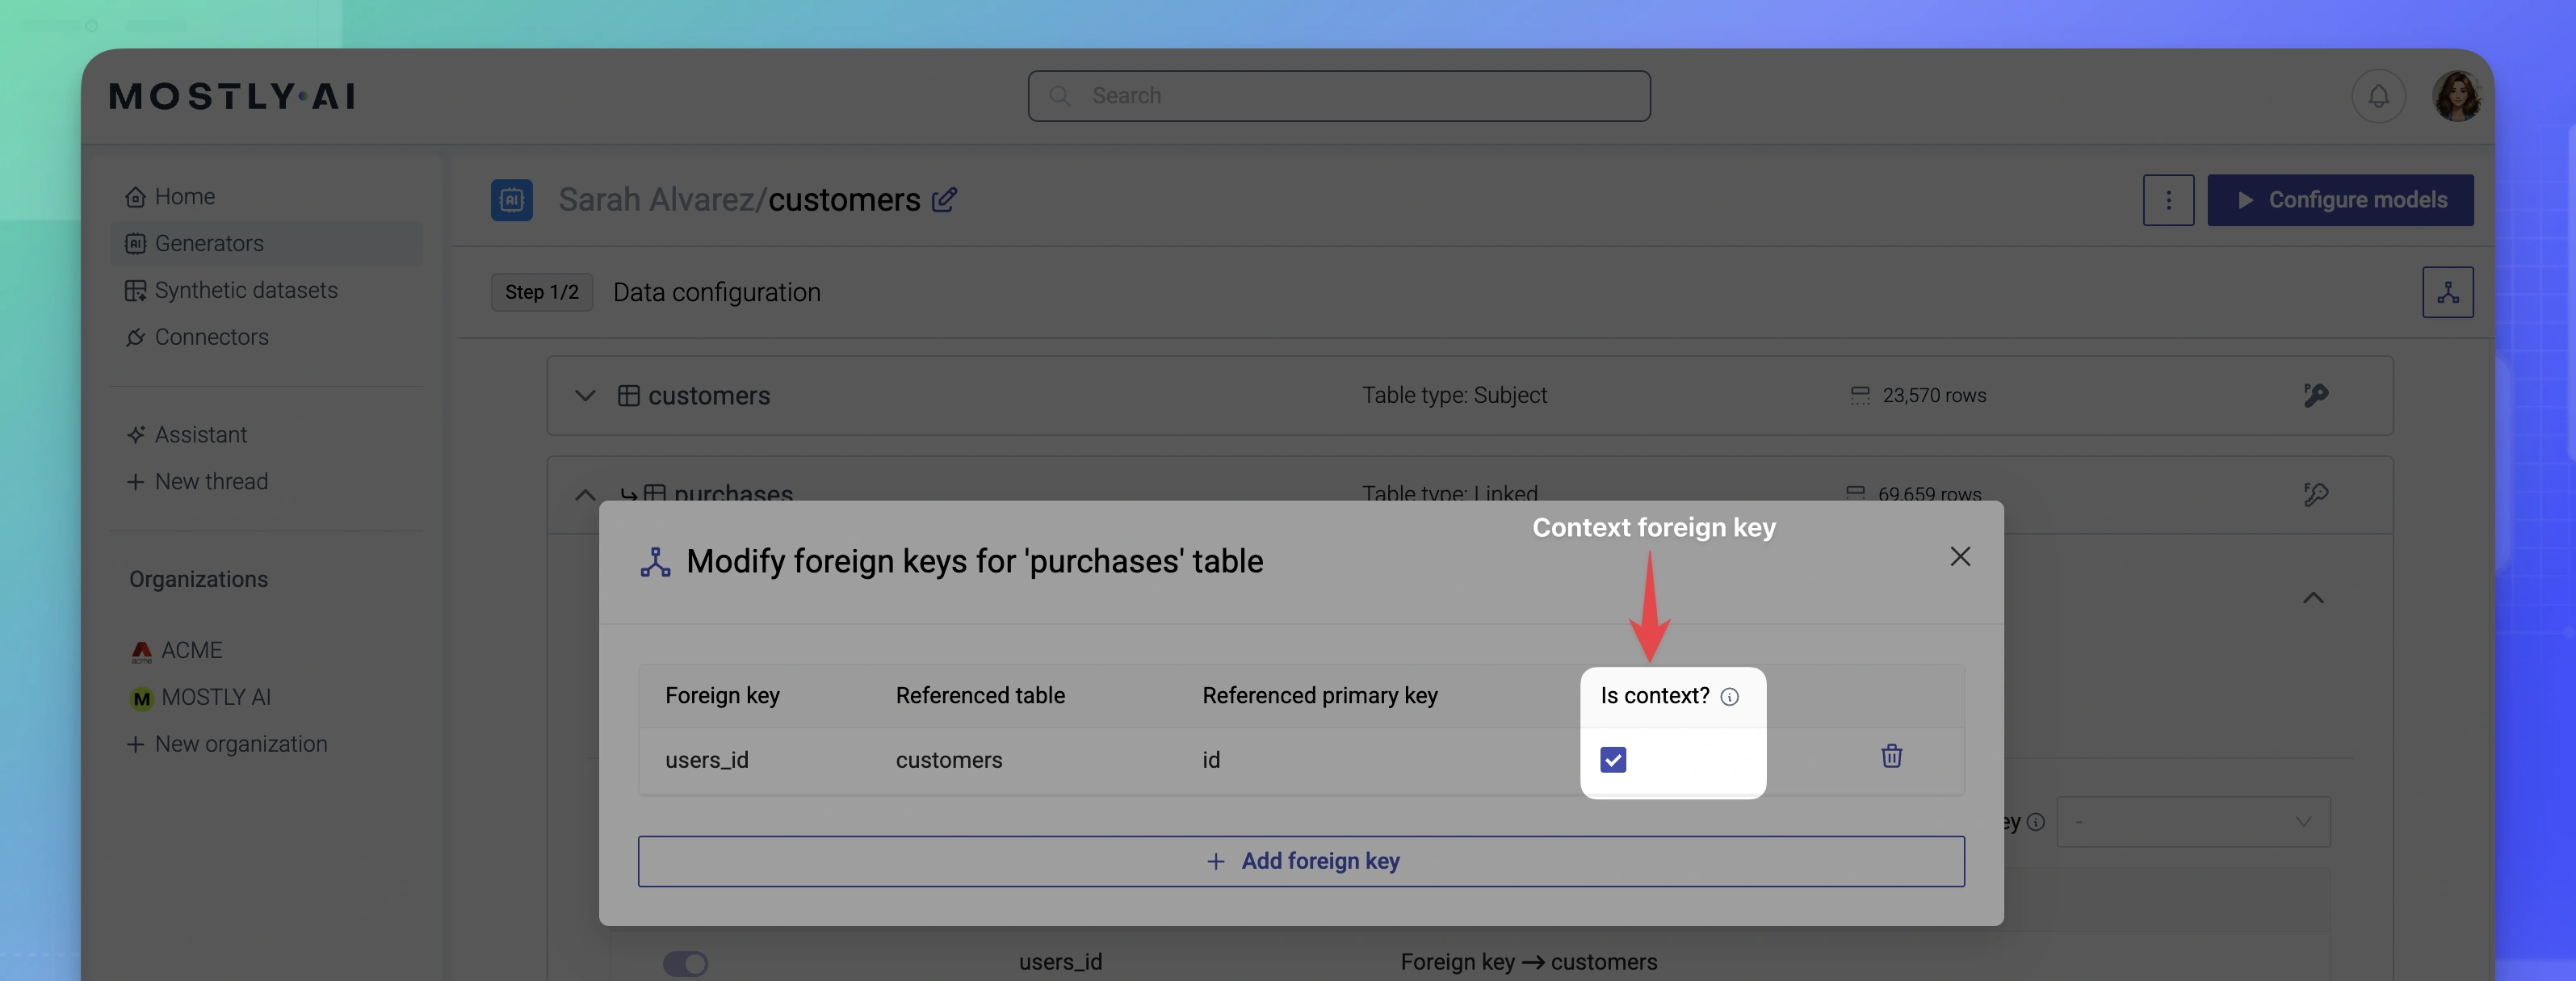 MOSTLY·AI
Search
Home
Generators
Synthetic datasets
Connectors
Assistant
New thread
Organizations
acme ACME
M MOSTLY AI
New organization
AI Sarah Alvarez/customers
Configure models
Step 1/2 Data configuration
customers Table type: Subject 23,570 rows
purchases Table type: Linked 69,659 rows
Context foreign key
Modify foreign keys for 'purchases' table
Foreign key Referenced table Referenced primary key Is context?
users_id customers id
ey -
+ Add foreign key
users_id Foreign key → customers